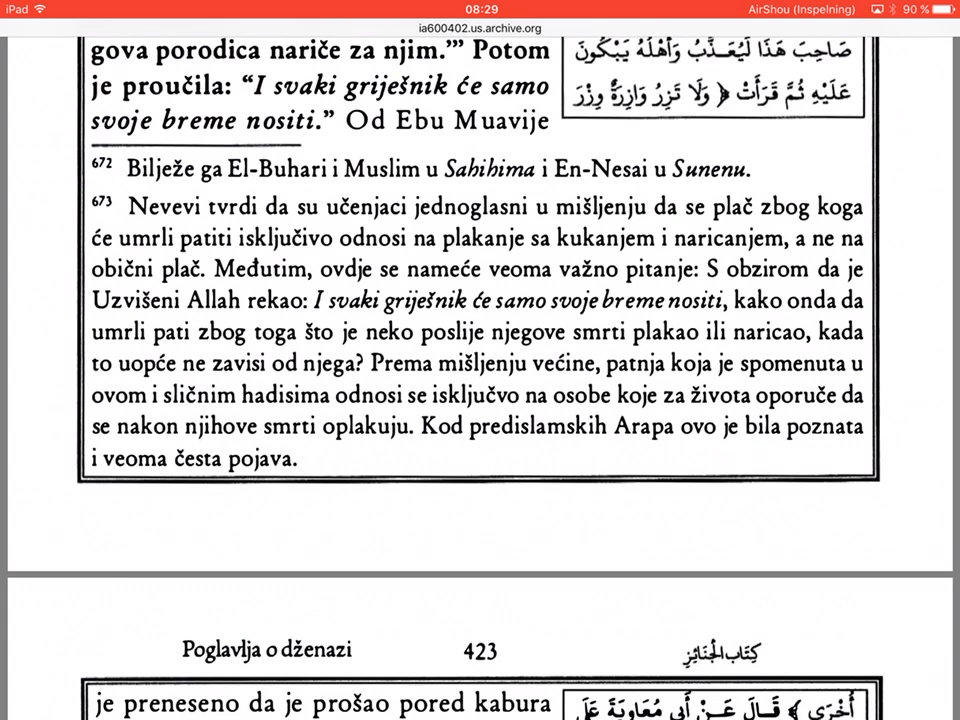 iPad 08:29 AirShou (Inspelning) 90 %
ia600402.us.archive.org
gova porodica nariče za njim.’” Potom
je proučila: “I svaki griješnik će samo
svoje breme nositi.” Od Ebu Muavije
صَاحِبَ هَذَا لَيُعَذَّبُ وَأَهْلَهُ يَبْكُونَ
عَلَيْهِ ثُمَّ قَرَأَتْ ﴿ وَلَا تَزِرُ وَازِرَةٌ وِزْرَ
672 Bilježe ga El-Buhari i Muslim u Sahihima i En-Nesai u Sunenu.
673 Nevevi tvrdi da su učenjaci jednoglasni u mišljenju da se plač zbog koga
će umrli patiti isključivo odnosi na plakanje sa kukanjem i naricanjem, a ne na
obični plač. Međutim, ovdje se nameće veoma važno pitanje: S obzirom da je
Uzvišeni Allah rekao: I svaki griješnik će samo svoje breme nositi, kako onda da
umrli pati zbog toga što je neko poslije njegove smrti plakao ili naricao, kada
to uopće ne zavisi od njega? Prema mišljenju većine, patnja koja je spomenuta u
ovom i sličnim hadisima odnosi se isključvo na osobe koje za života oporuče da
se nakon njihove smrti oplakuju. Kod predislamskih Arapa ovo je bila poznata
i veoma česta pojava.
Poglavlja o dženazi 423 كِتَاب الْجَنَائِزِ
je preneseno da je prošao pored kabura
أُخْرَى ﴾ قَالَ عَنْ أَبِي مُعَاوِيَةَ عَلَى